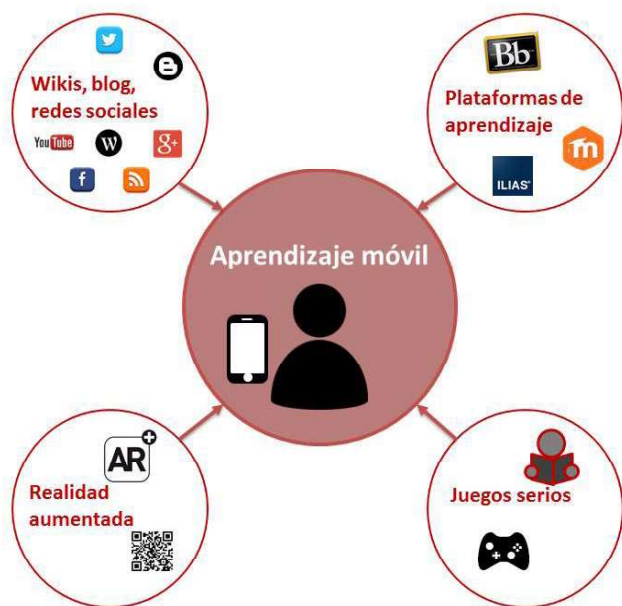 Wikis, blog,
redes sociales
You Tube
W
g+
f
Bb
Plataformas de
aprendizaje
m
ILIAS
Aprendizaje móvil
AR+
Realidad
aumentada
Juegos serios